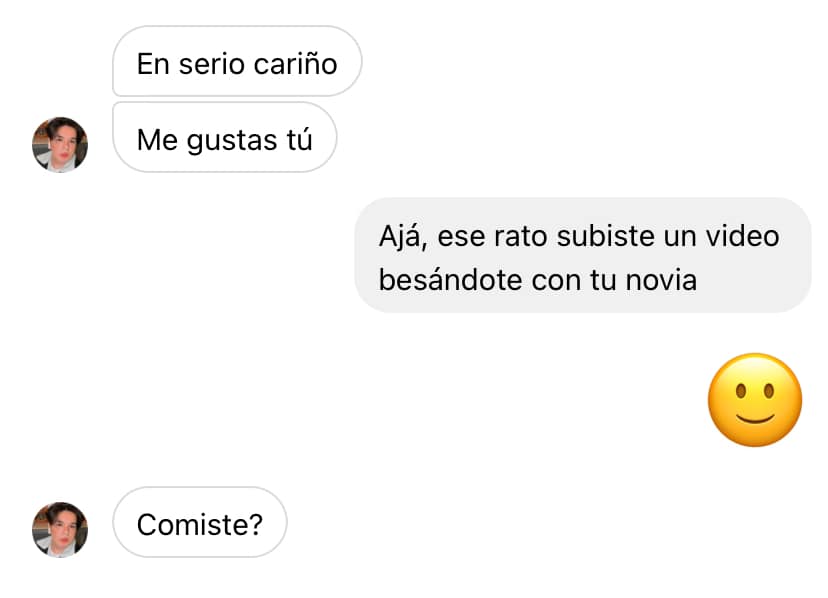 En serio cariño
Me gustas tú
Ajá, ese rato subiste un video
besándote con tu novia
Comiste?